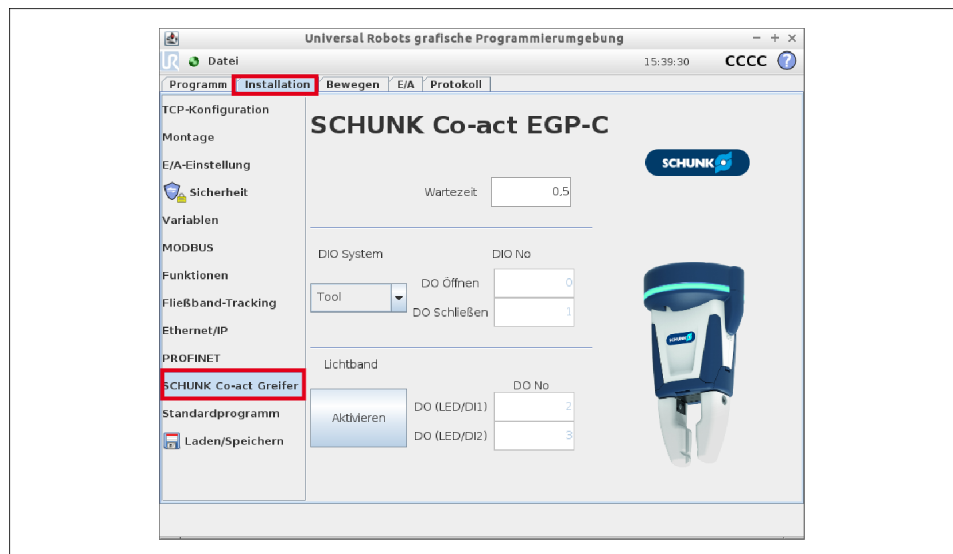 Universal Robots grafische Programmierumgebung
Datei
15:39:30
CCCC
?
Programm
Installation
Bewegen
E/A
Protokoll
TCP-Konfiguration
Montage
E/A-Einstellung
Sicherheit
Variablen
MODBUS
Funktionen
Fließband-Tracking
Ethernet/IP
PROFINET
SCHUNK Co-act Greifer
Standardprogramm
Laden/Speichern
SCHUNK Co-act EGP-C
SCHUNK
Wartezeit 0,5
DIO System DIO No
Tool
DO Öffnen 0
DO Schließen 1
Lichtband
DO No
Aktivieren
DO (LED/DI1) 2
DO (LED/DI2) 3
SCHUNK